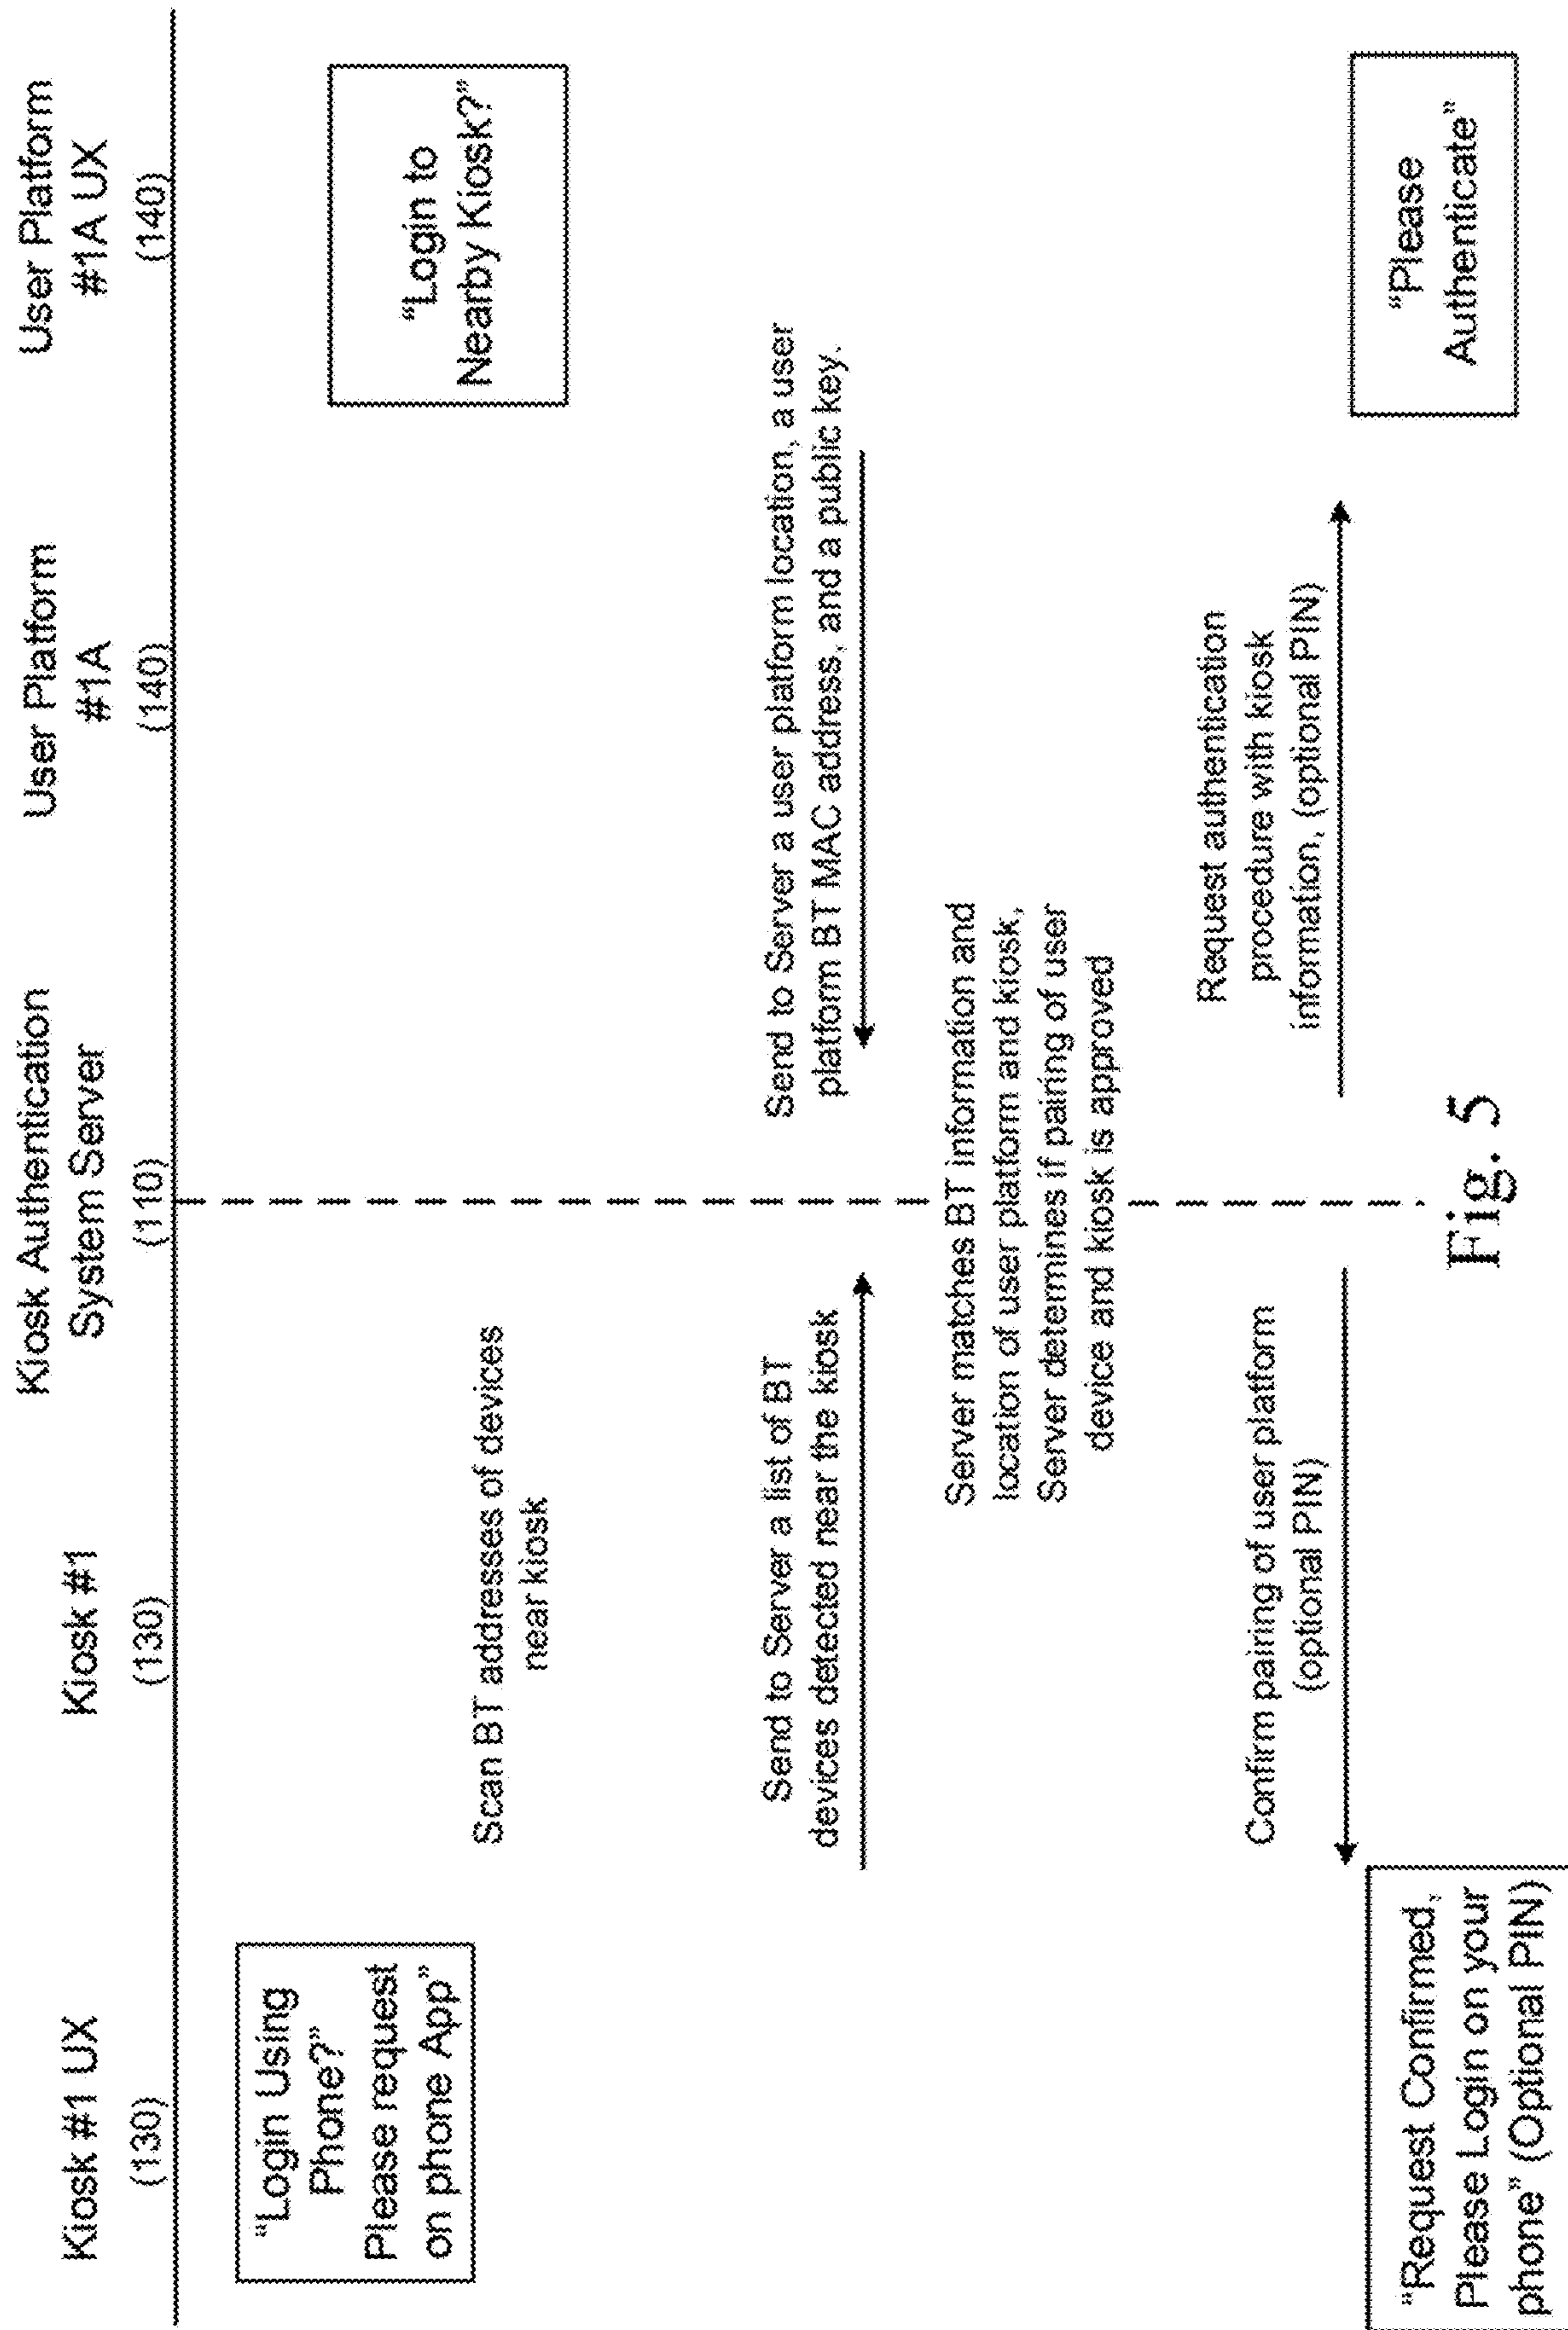 Kiosk #1 UX
(130)
Kiosk #1
(130)
Kiosk Authentication
System Server
(110)
User Platform
#1A
(140)
User Platform
#1A UX
(140)
“Login Using
Phone?”
Please request
on phone App”
“Login to
Nearby Kiosk?”
Scan BT addresses of devices
near kiosk
Send to Server a list of BT
devices detected near the kiosk
Send to Server a user platform location, a user
platform BT MAC address, and a public key.
Server matches BT information and
location of user platform and kiosk,
Server determines if pairing of user
device and kiosk is approved
Confirm pairing of user platform
(optional PIN)
Request authentication
procedure with kiosk
information, (optional PIN)
“Request Confirmed,
Please Login on your
phone” (Optional PIN)
“Please
Authenticate”
Fig. 5